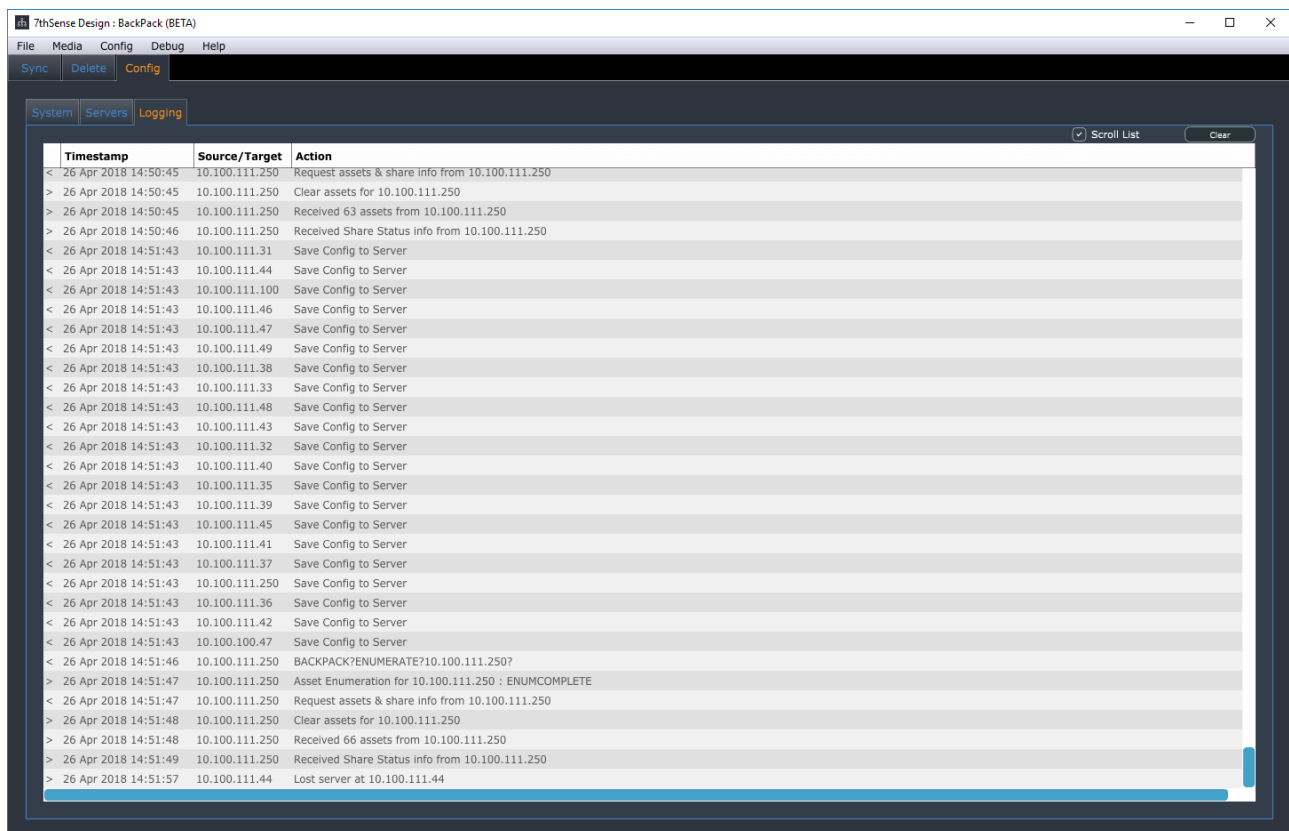 7thSense Design : BackPack (BETA)
File Media Config Debug Help
Sync Delete Config
System Servers Logging
Scroll List Clear
Timestamp Source/Target Action
< 26 Apr 2018 14:50:45 10.100.111.250 Request assets & share info from 10.100.111.250
> 26 Apr 2018 14:50:45 10.100.111.250 Clear assets for 10.100.111.250
> 26 Apr 2018 14:50:45 10.100.111.250 Received 63 assets from 10.100.111.250
> 26 Apr 2018 14:50:46 10.100.111.250 Received Share Status info from 10.100.111.250
< 26 Apr 2018 14:51:43 10.100.111.31 Save Config to Server
< 26 Apr 2018 14:51:43 10.100.111.44 Save Config to Server
< 26 Apr 2018 14:51:43 10.100.111.100 Save Config to Server
< 26 Apr 2018 14:51:43 10.100.111.46 Save Config to Server
< 26 Apr 2018 14:51:43 10.100.111.47 Save Config to Server
< 26 Apr 2018 14:51:43 10.100.111.49 Save Config to Server
< 26 Apr 2018 14:51:43 10.100.111.38 Save Config to Server
< 26 Apr 2018 14:51:43 10.100.111.33 Save Config to Server
< 26 Apr 2018 14:51:43 10.100.111.48 Save Config to Server
< 26 Apr 2018 14:51:43 10.100.111.43 Save Config to Server
< 26 Apr 2018 14:51:43 10.100.111.32 Save Config to Server
< 26 Apr 2018 14:51:43 10.100.111.40 Save Config to Server
< 26 Apr 2018 14:51:43 10.100.111.35 Save Config to Server
< 26 Apr 2018 14:51:43 10.100.111.39 Save Config to Server
< 26 Apr 2018 14:51:43 10.100.111.45 Save Config to Server
< 26 Apr 2018 14:51:43 10.100.111.41 Save Config to Server
< 26 Apr 2018 14:51:43 10.100.111.37 Save Config to Server
< 26 Apr 2018 14:51:43 10.100.111.250 Save Config to Server
< 26 Apr 2018 14:51:43 10.100.111.36 Save Config to Server
< 26 Apr 2018 14:51:43 10.100.111.42 Save Config to Server
< 26 Apr 2018 14:51:43 10.100.100.47 Save Config to Server
< 26 Apr 2018 14:51:46 10.100.111.250 BACKPACK?ENUMERATE?10.100.111.250?
> 26 Apr 2018 14:51:47 10.100.111.250 Asset Enumeration for 10.100.111.250 : ENUMCOMPLETE
< 26 Apr 2018 14:51:47 10.100.111.250 Request assets & share info from 10.100.111.250
> 26 Apr 2018 14:51:48 10.100.111.250 Clear assets for 10.100.111.250
> 26 Apr 2018 14:51:48 10.100.111.250 Received 66 assets from 10.100.111.250
> 26 Apr 2018 14:51:49 10.100.111.250 Received Share Status info from 10.100.111.250
> 26 Apr 2018 14:51:57 10.100.111.44 Lost server at 10.100.111.44